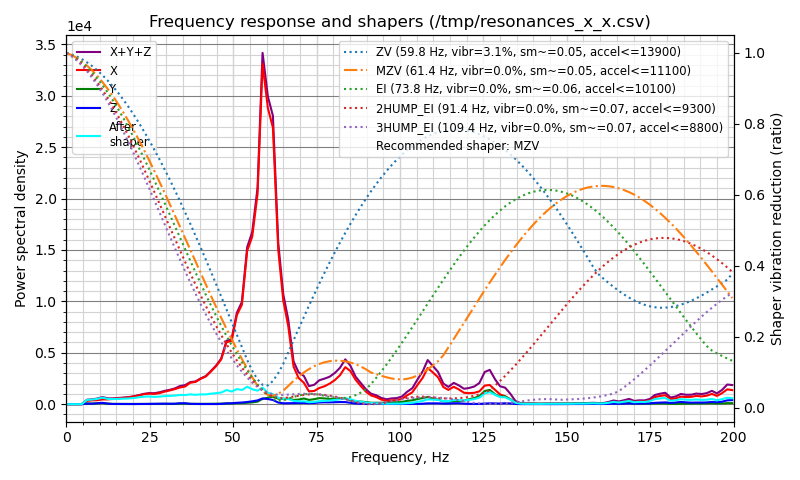 Frequency response and shapers (/tmp/resonances_x_x.csv)
1e4
X+Y+Z
X
Y
Z
After
shaper
ZV (59.8 Hz, vibr=3.1%, sm~=0.05, accel<=13900)
MZV (61.4 Hz, vibr=0.0%, sm~=0.05, accel<=11100)
EI (73.8 Hz, vibr=0.0%, sm~=0.06, accel<=10100)
2HUMP_EI (91.4 Hz, vibr=0.0%, sm~=0.07, accel<=9300)
3HUMP_EI (109.4 Hz, vibr=0.0%, sm~=0.07, accel<=8800)
Recommended shaper: MZV
Power spectral density
3.5
3.0
2.5
2.0
1.5
1.0
0.5
0.0
Shaper vibration reduction (ratio)
1.0
0.8
0.6
0.4
0.2
0.0
0 25 50 75 100 125 150 175 200
Frequency, Hz